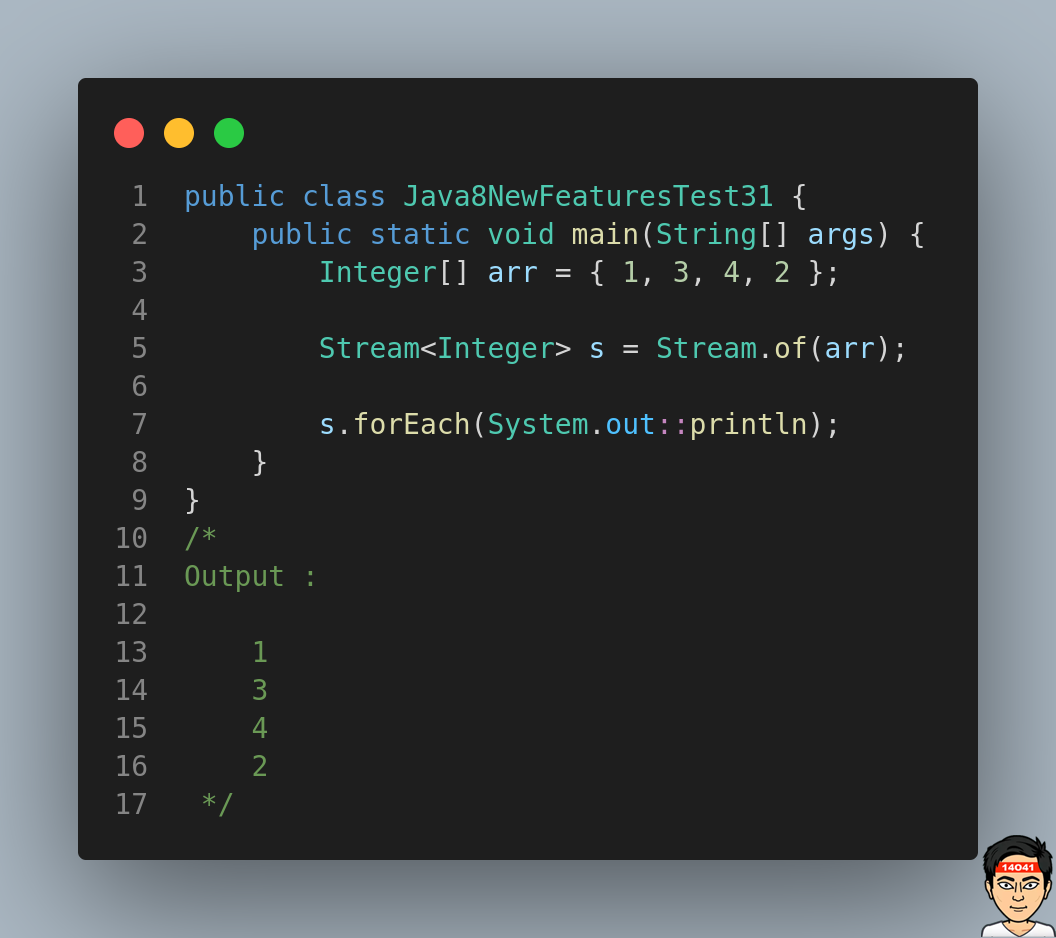 1 public class Java8NewFeaturesTest31 {
2     public static void main(String[] args) {
3         Integer[] arr = { 1, 3, 4, 2 };
4
5         Stream<Integer> s = Stream.of(arr);
6
7         s.forEach(System.out::println);
8     }
9 }
10 /*
11 Output :
12
13     1
14     3
15     4
16     2
17  */
14041